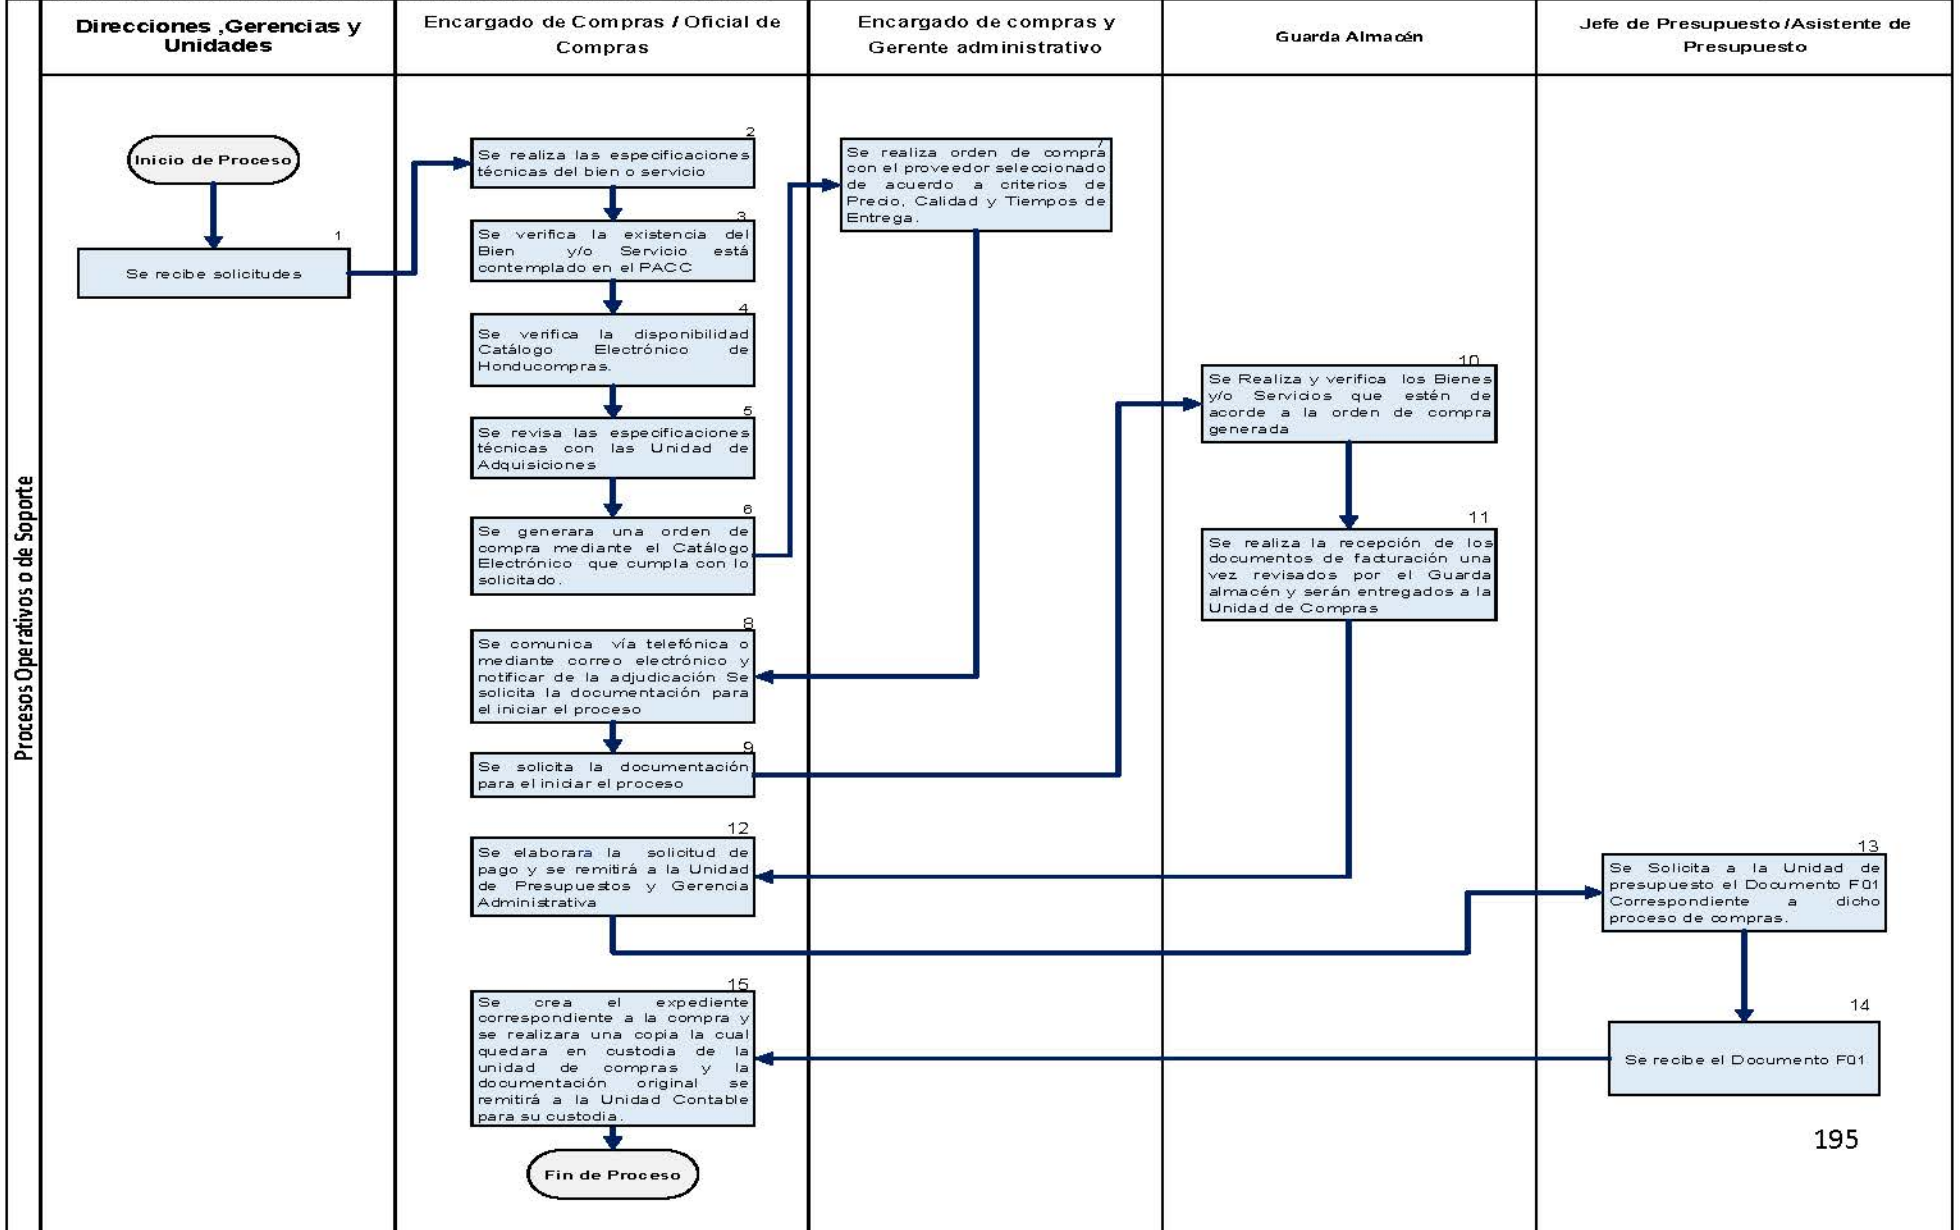 Direcciones ,Gerencias y
Unidades
Encargado de Compras / Oficial de
Compras
Encargado de compras y
Gerente administrativo
Guarda Almacén
Jefe de Presupuesto /Asistente de
Presupuesto
Procesos Operativos o de Soporte
Inicio de Proceso
1
Se recibe solicitudes
2
Se realiza las especificaciones
técnicas del bien o servicio
3
Se verifica la existencia del
Bien y/o Servicio está
contemplado en el PACC
4
Se verifica la disponibilidad
Catálogo Electrónico de
Honducompras.
5
Se revisa las especificaciones
técnicas con las Unidad de
Adquisiciones
6
Se generara una orden de
compra mediante el Catálogo
Electrónico que cumpla con lo
solicitado.
7
Se realiza orden de compra
con el proveedor seleccionado
de acuerdo a criterios de
Precio, Calidad y Tiempos de
Entrega.
8
Se comunica vía telefónica o
mediante correo electrónico y
notificar de la adjudicación Se
solicita la documentación para
el iniciar el proceso
9
Se solicita la documentación
para el iniciar el proceso
10
Se Realiza y verifica los Bienes
y/o Servicios que estén de
acorde a la orden de compra
generada
11
Se realiza la recepción de los
documentos de facturación una
vez revisados por el Guarda
almacén y serán entregados a la
Unidad de Compras
12
Se elaborara la solicitud de
pago y se remitirá a la Unidad
de Presupuestos y Gerencia
Administrativa
13
Se Solicita a la Unidad de
presupuesto el Documento F01
Correspondiente a dicho
proceso de compras.
14
Se recibe el Documento F01
15
Se crea el expediente
correspondiente a la compra y
se realizara una copia la cual
quedara en custodia de la
unidad de compras y la
documentación original se
remitirá a la Unidad Contable
para su custodia.
Fin de Proceso
195